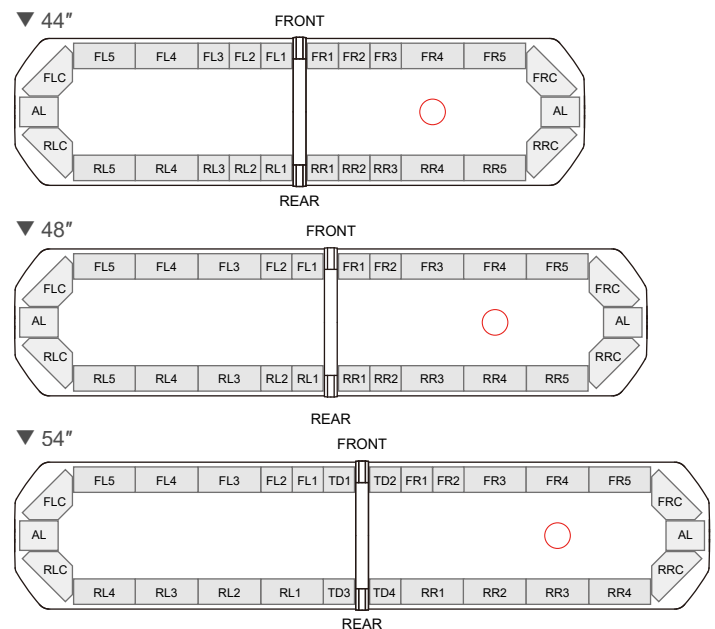 ▼ 44″
FRONT
FL5 FL4 FL3 FL2 FL1 FR1 FR2 FR3 FR4 FR5
FLC FRC
AL AL
RLC RRC
RL5 RL4 RL3 RL2 RL1 RR1 RR2 RR3 RR4 RR5
REAR
▼ 48″
FRONT
FL5 FL4 FL3 FL2 FL1 FR1 FR2 FR3 FR4 FR5
FLC FRC
AL AL
RLC RRC
RL5 RL4 RL3 RL2 RL1 RR1 RR2 RR3 RR4 RR5
REAR
▼ 54″
FRONT
FL5 FL4 FL3 FL2 FL1 TD1 TD2 FR1 FR2 FR3 FR4 FR5
FLC FRC
AL AL
RLC RRC
RL4 RL3 RL2 RL1 TD3 TD4 RR1 RR2 RR3 RR4
REAR